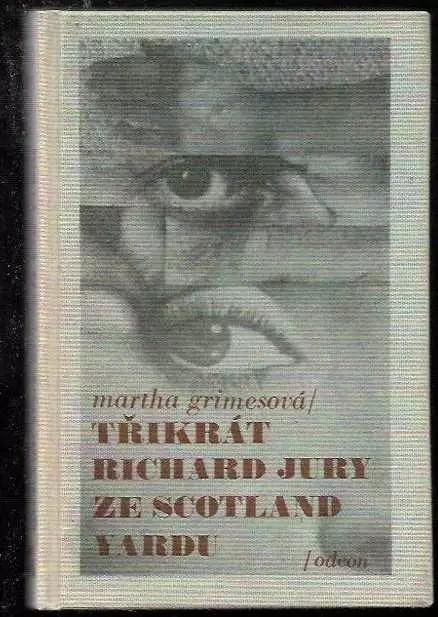 martha grimesová/
TŘIKRÁT
RICHARD JURY
ZE SCOTLAND
YARDU
/odeon